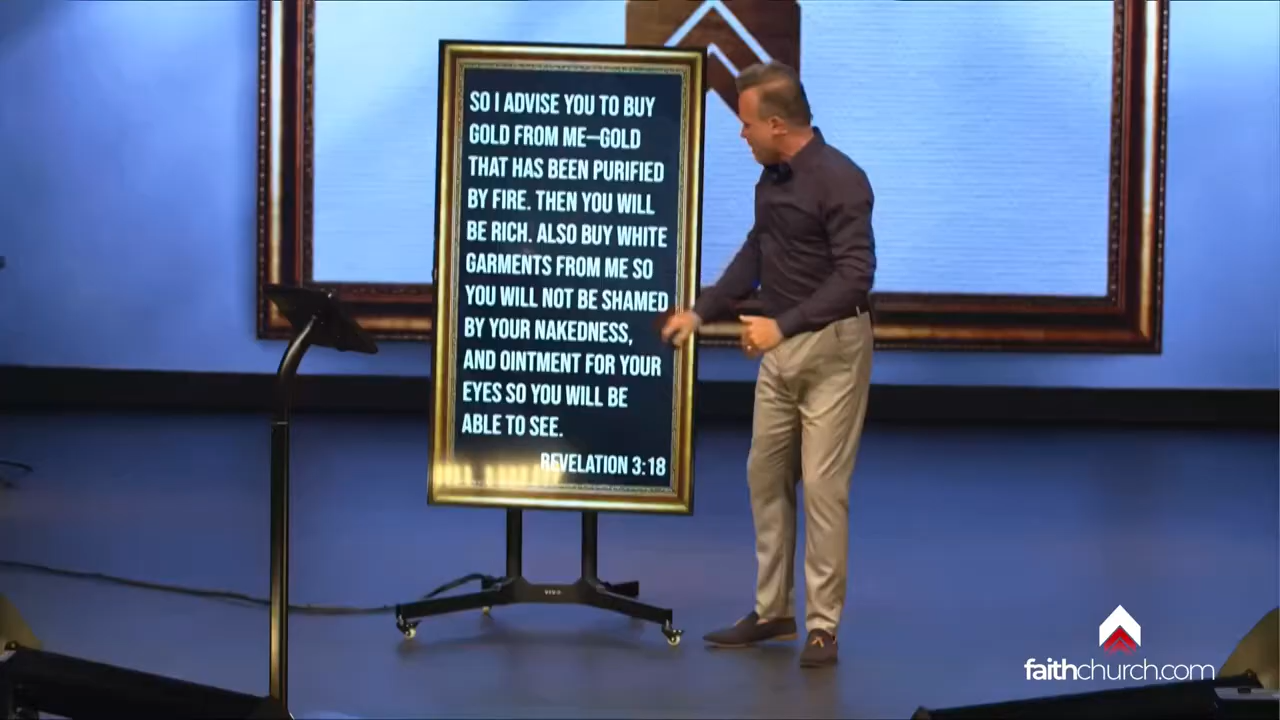 SO I ADVISE YOU TO BUY
GOLD FROM ME—GOLD
THAT HAS BEEN PURIFIED
BY FIRE. THEN YOU WILL
BE RICH. ALSO BUY WHITE
GARMENTS FROM ME SO
YOU WILL NOT BE SHAMED
BY YOUR NAKEDNESS,
AND OINTMENT FOR YOUR
EYES SO YOU WILL BE
ABLE TO SEE.
REVELATION 3:18
VIVO
faithchurch.com